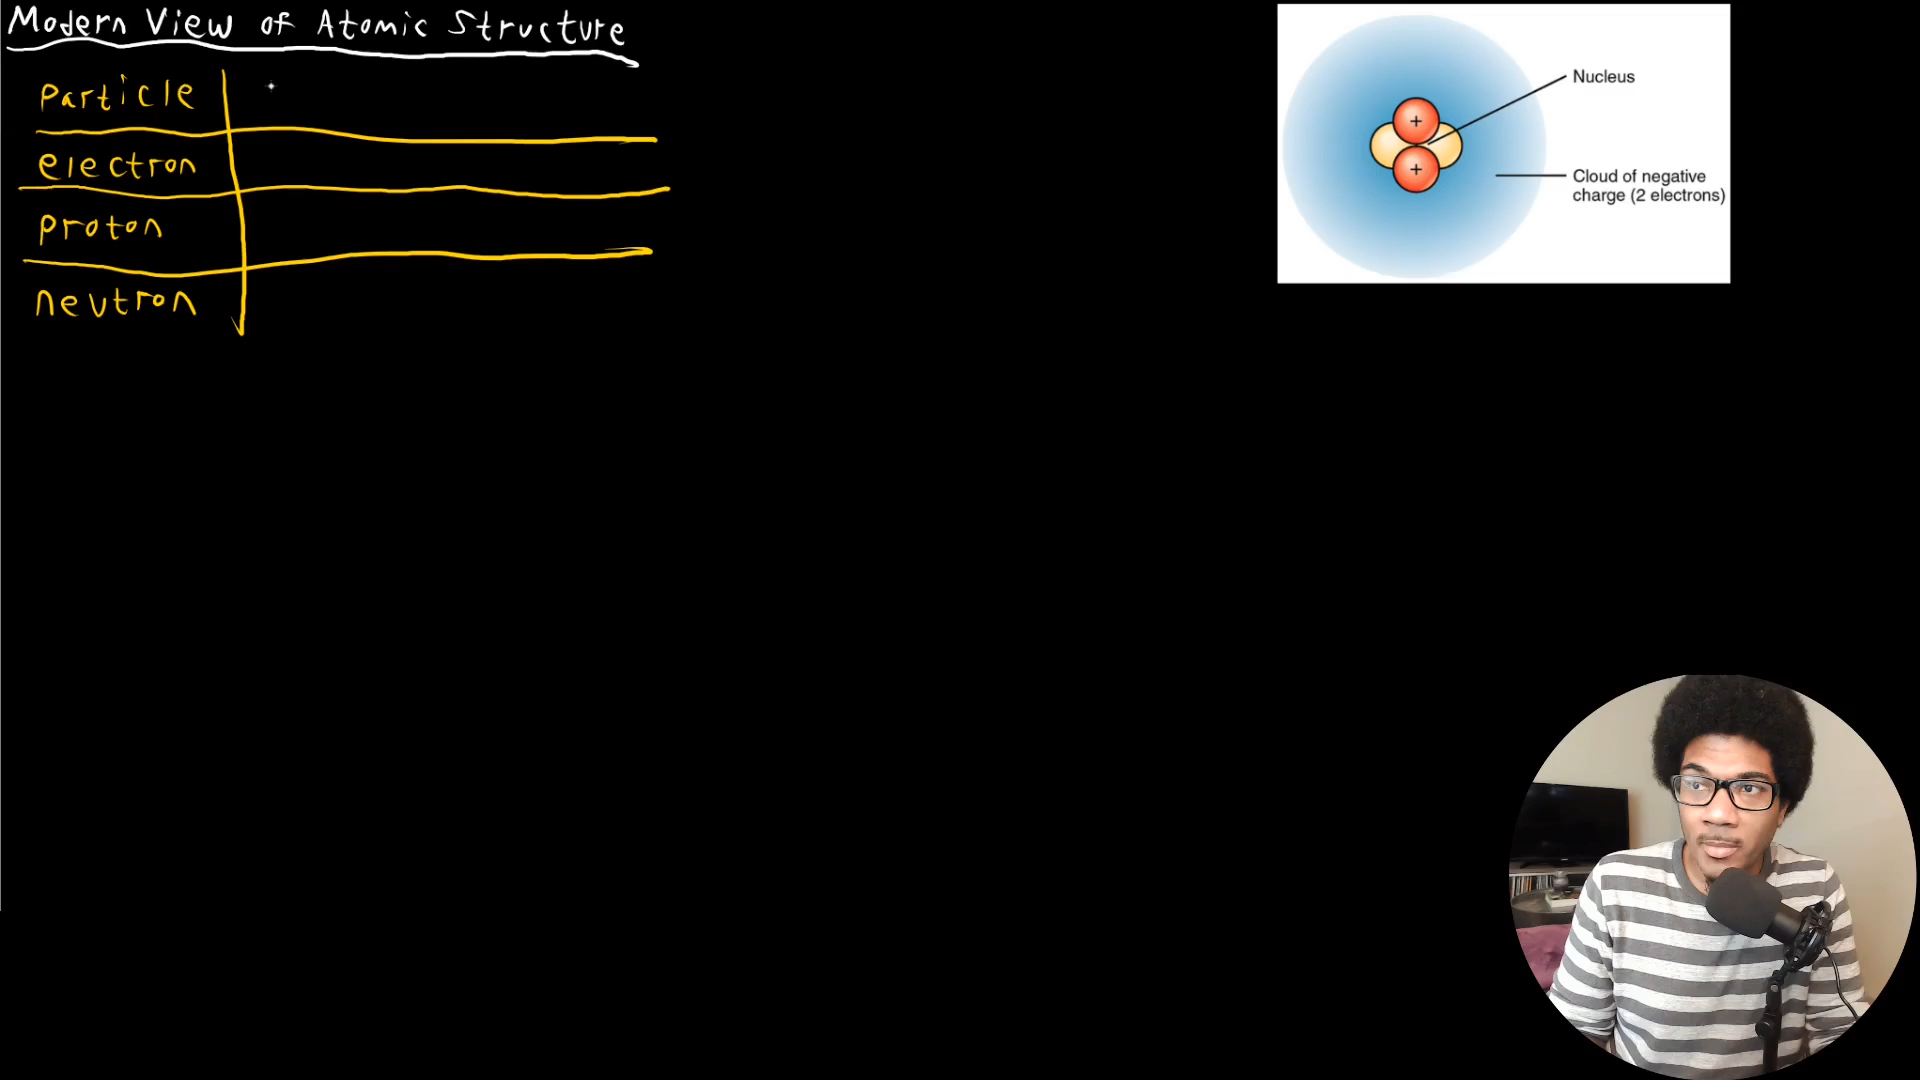 Modern View of Atomic Structure
Particle
electron
proton
neutron
Nucleus
+
+
Cloud of negative
charge (2 electrons)